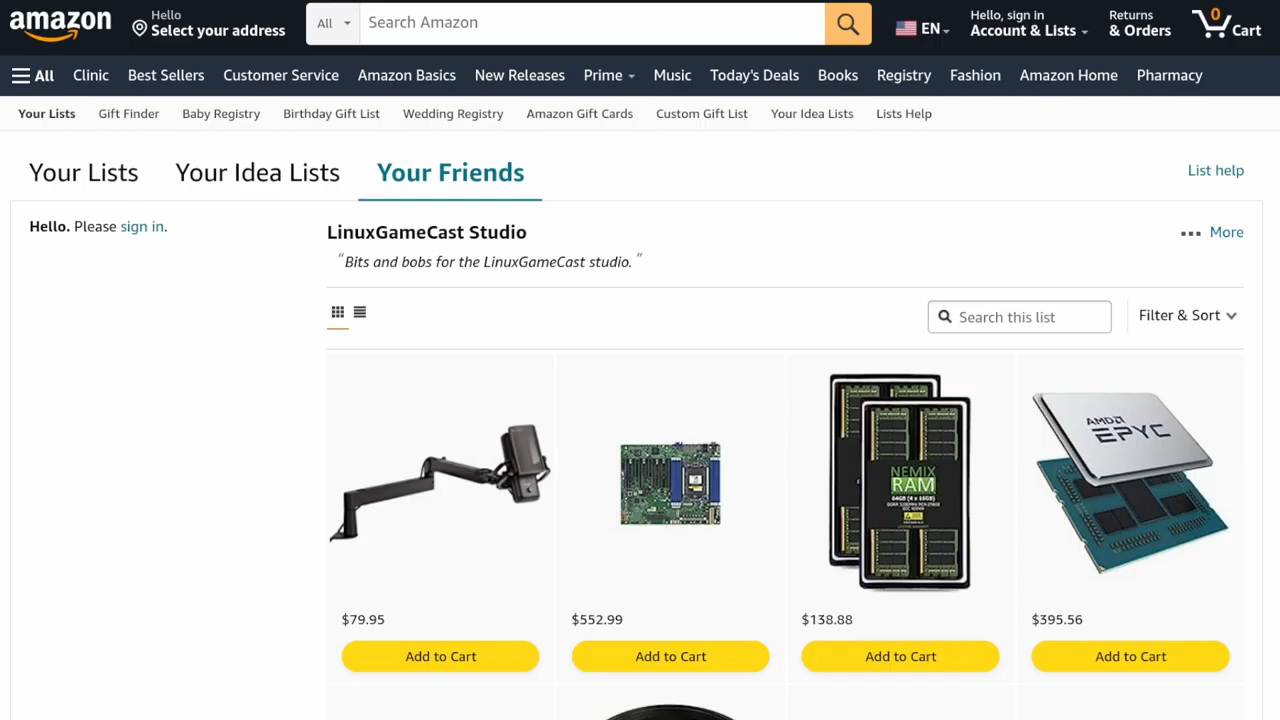 amazon
Hello
Select your address
All
Search Amazon
EN
Hello, sign in
Account & Lists
Returns
& Orders
0
Cart
All
Clinic
Best Sellers
Customer Service
Amazon Basics
New Releases
Prime
Music
Today's Deals
Books
Registry
Fashion
Amazon Home
Pharmacy
Your Lists
Gift Finder
Baby Registry
Birthday Gift List
Wedding Registry
Amazon Gift Cards
Custom Gift List
Your Idea Lists
Lists Help
Your Lists
Your Idea Lists
Your Friends
List help
Hello. Please sign in.
LinuxGameCast Studio
More
"Bits and bobs for the LinuxGameCast studio. "
Search this list
Filter & Sort
NEMIX
RAM
64GB (4 x 16GB)
AMD
EPYC
$79.95
$552.99
$138.88
$395.56
Add to Cart
Add to Cart
Add to Cart
Add to Cart